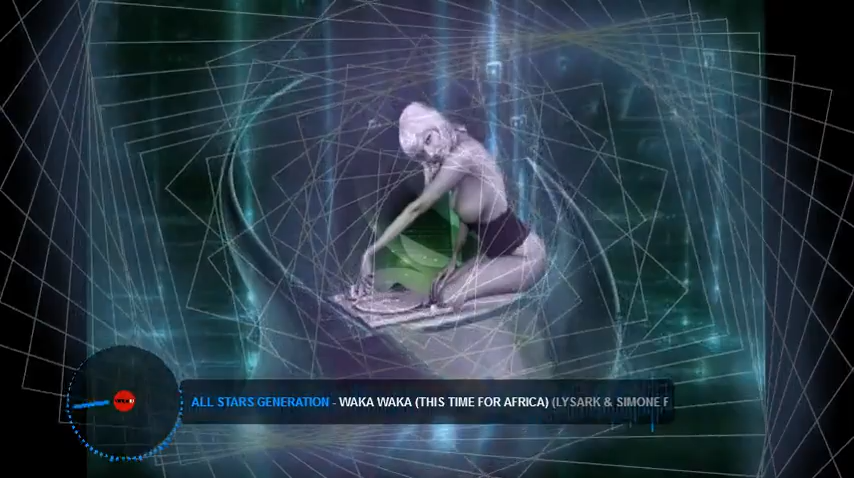 ALL STARS GENERATION - WAKA WAKA (THIS TIME FOR AFRICA) (LYSARK & SIMONE F